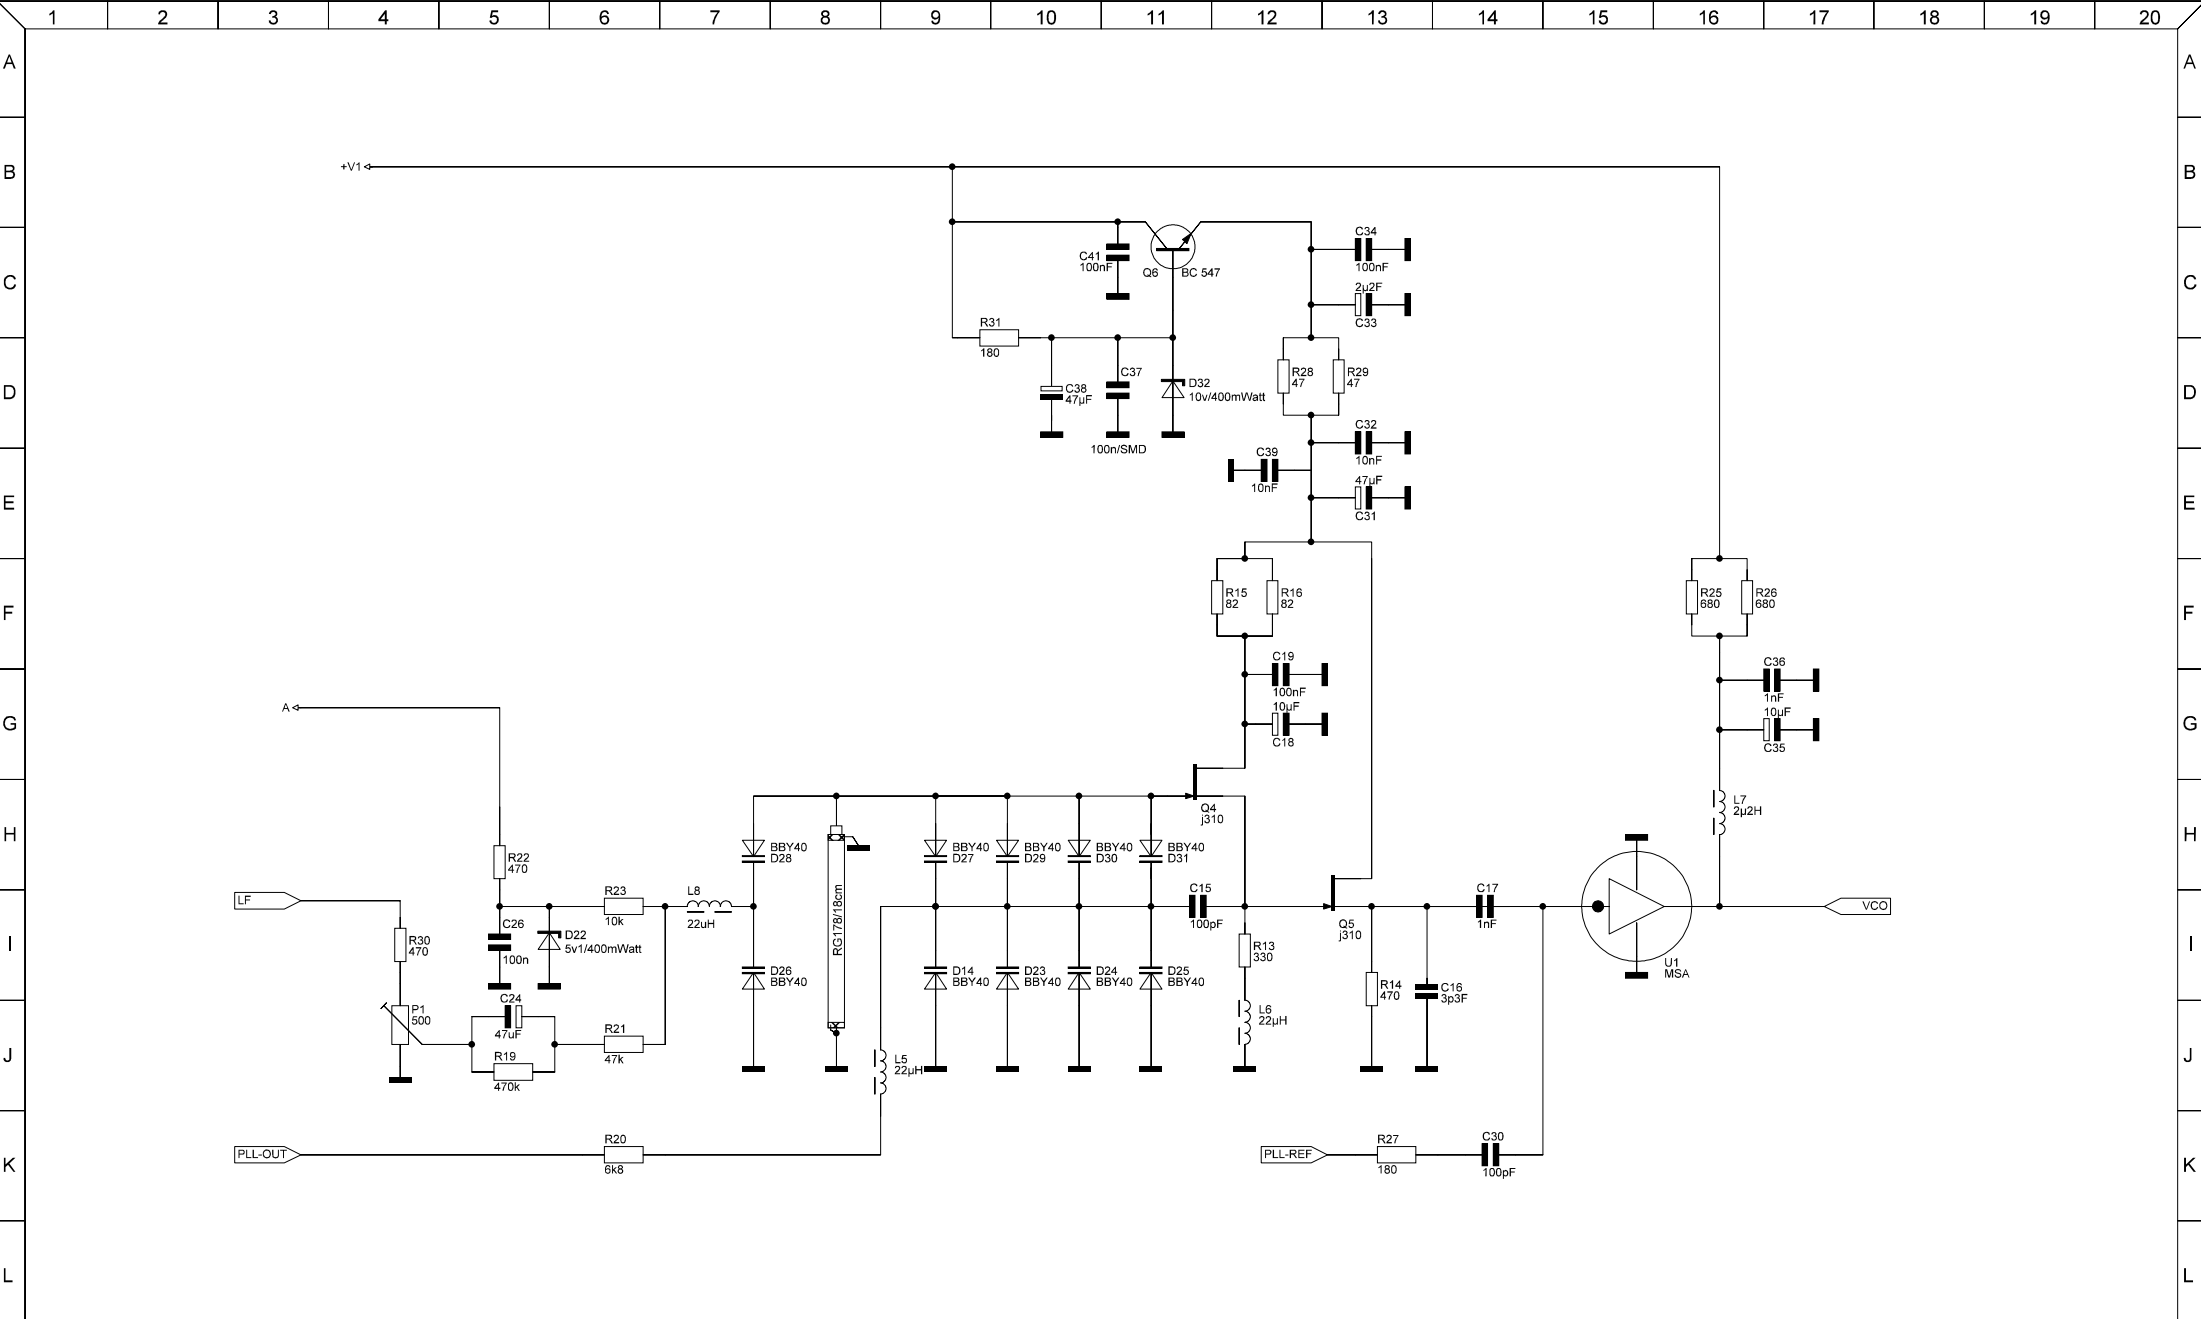 1 2 3 4 5 6 7 8 9 10 11 12 13 14 15 16 17 18 19 20
A A
B +V1 B
C34
C41
100nF
Q6 BC 547
100nF
C C
2µ2F
C33
R31
180
C37
R28
47
R29
47
D32
10v/400mWatt
C38
47µF
D D
C32
10nF
100n/SMD
C39
10nF
47µF
C31
E E
R15
82
R16
82
R25
680
R26
680
F F
C19
100nF
C36
1nF
10µF
C18
10µF
C35
A
G G
L7
2µ2H
Q4
j310
H H
BBY40
D28
BBY40
D27
BBY40
D29
BBY40
D30
BBY40
D31
R22
470
RG178/18cm
LF
R23
10k
L8
22uH
C15
100pF
C17
1nF
VCO
C26
100n
D22
5v1/400mWatt
R30
470
Q5
j310
R13
330
I I
U1
MSA
D26
BBY40
D14
BBY40
D23
BBY40
D24
BBY40
D25
BBY40
R14
470
C16
3p3F
P1
500
C24
47uF
L6
22µH
R21
47k
R19
470k
L5
22µH
J J
PLL-OUT
R20
6k8
PLL-REF
R27
180
C30
100pF
K K
L L